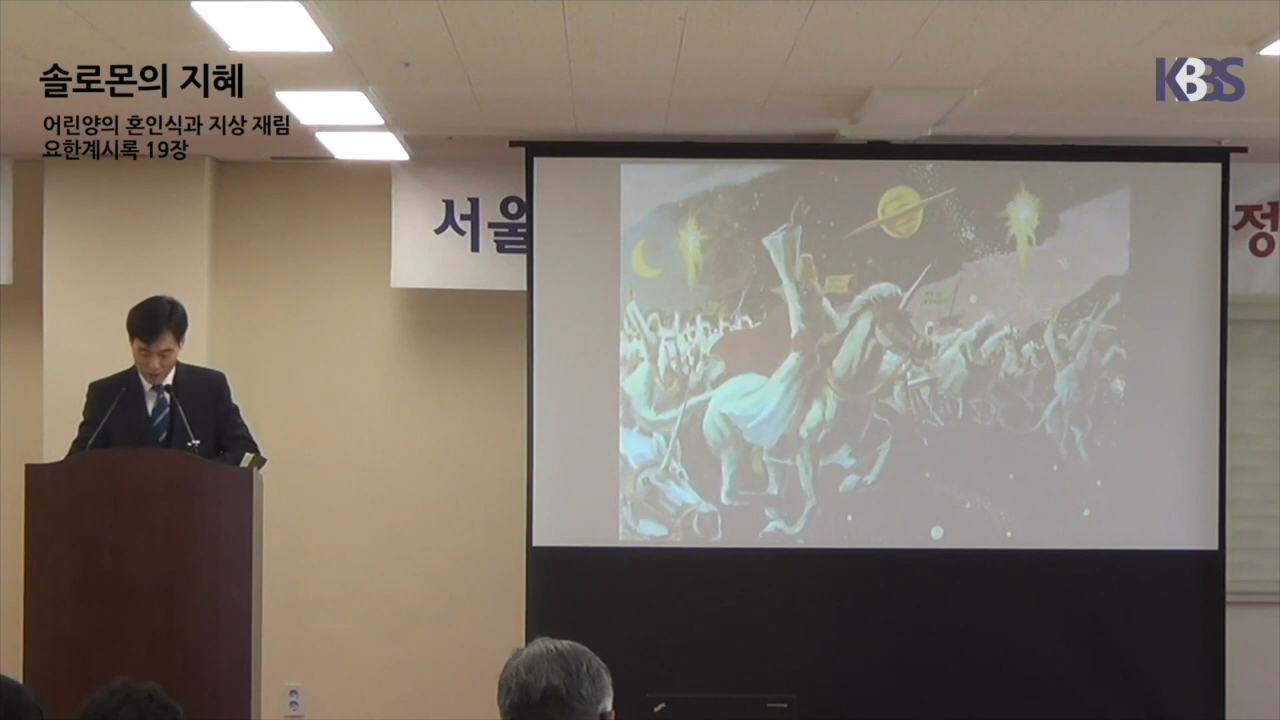 솔로몬의 지혜
어린양의 혼인식과 지상 재림
요한계시록 19장
KBBS
서울
정